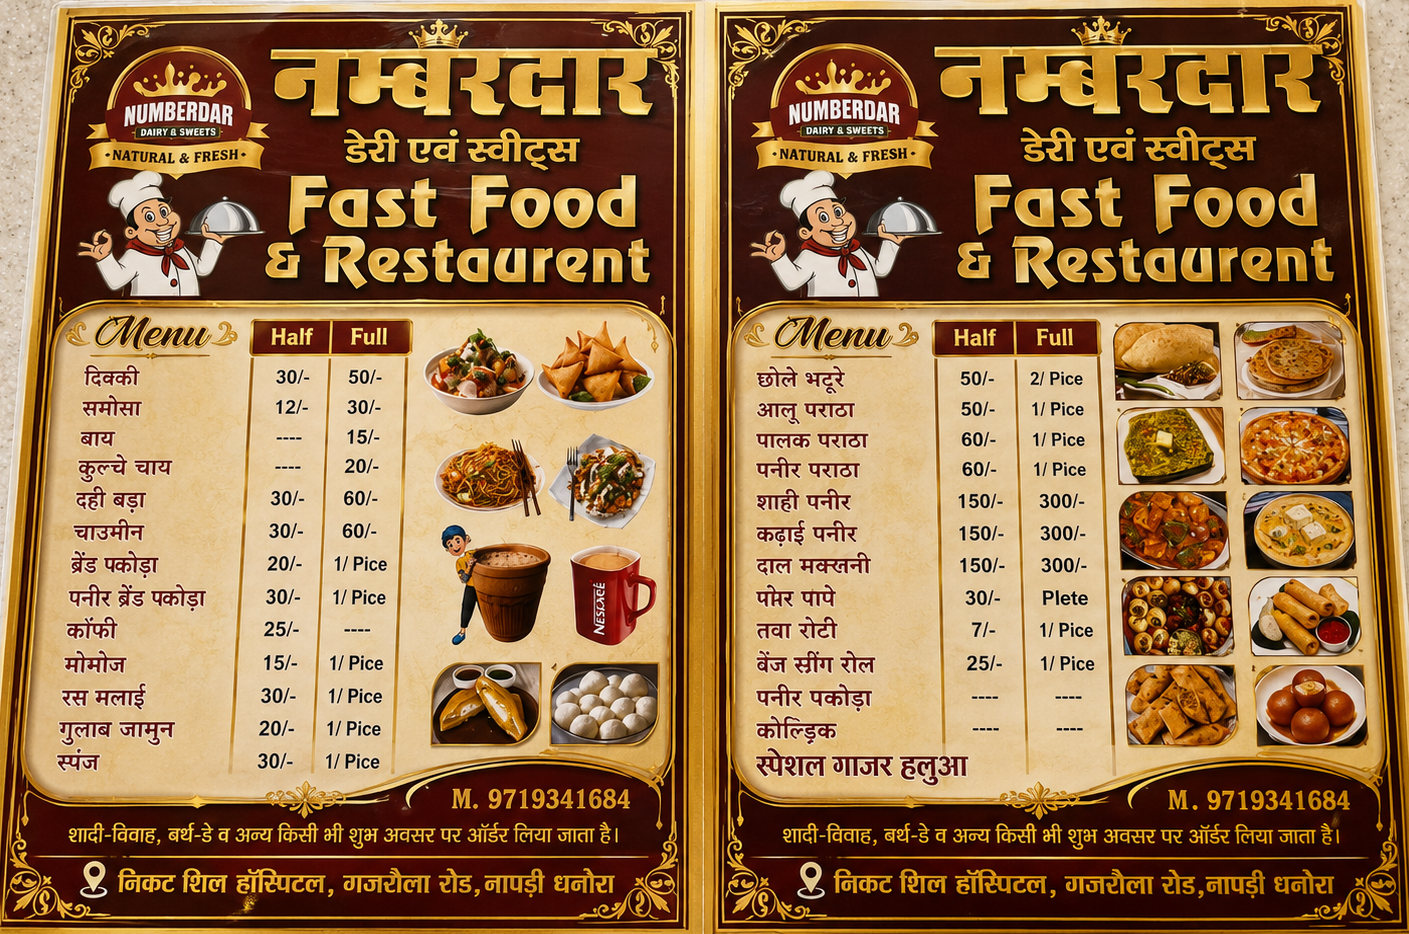 NUMBERDAR
DAIRY & SWEETS
NATURAL & FRESH
नम्बरदार
डेरी एवं स्वीट्स
Fast Food
& Restaurent
Menu Half Full
दिक्की 30/- 50/-
समोसा 12/- 30/-
बाय ---- 15/-
कुल्चे चाय ---- 20/-
दही बड़ा 30/- 60/-
चाउमीन 30/- 60/-
ब्रेंड पकोड़ा 20/- 1/ Pice
पनीर ब्रेंड पकोड़ा 30/- 1/ Pice
कोंफी 25/- ----
मोमोज 15/- 1/ Pice
रस मलाई 30/- 1/ Pice
गुलाब जामुन 20/- 1/ Pice
स्पंज 30/- 1/ Pice
NESCAFÉ
M. 9719341684
शादी-विवाह, बर्थ-डे व अन्य किसी भी शुभ अवसर पर ऑर्डर लिया जाता है।
निकट शिल हॉस्पिटल, गजरौला रोड,नापड़ी धनोरा
NUMBERDAR
DAIRY & SWEETS
NATURAL & FRESH
नम्बरदार
डेरी एवं स्वीट्स
Fast Food
& Restaurent
Menu Half Full
छोले भटूरे 50/- 2/ Pice
आलू पराठा 50/- 1/ Pice
पालक पराठा 60/- 1/ Pice
पनीर पराठा 60/- 1/ Pice
शाही पनीर 150/- 300/-
कढ़ाई पनीर 150/- 300/-
दाल मक्खनी 150/- 300/-
पापे 30/- Plete
तवा रोटी 7/- 1/ Pice
बेंज रोल 25/- 1/ Pice
पनीर पकोड़ा ---- ----
कोल्ड्रिक ---- ----
स्पेशल गाजर हलुआ
M. 9719341684
शादी-विवाह, बर्थ-डे व अन्य किसी भी शुभ अवसर पर ऑर्डर लिया जाता है।
निकट शिल हॉस्पिटल, गजरौला रोड,नापड़ी धनोरा